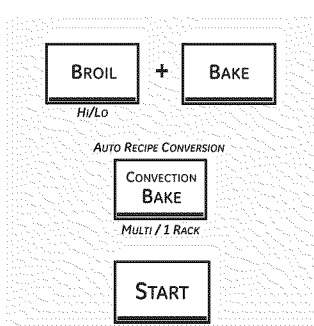 BROIL + BAKE
HI/LO
AUTO RECIPE CONVERSION
CONVECTION
BAKE
MULTI / 1 RACK
START